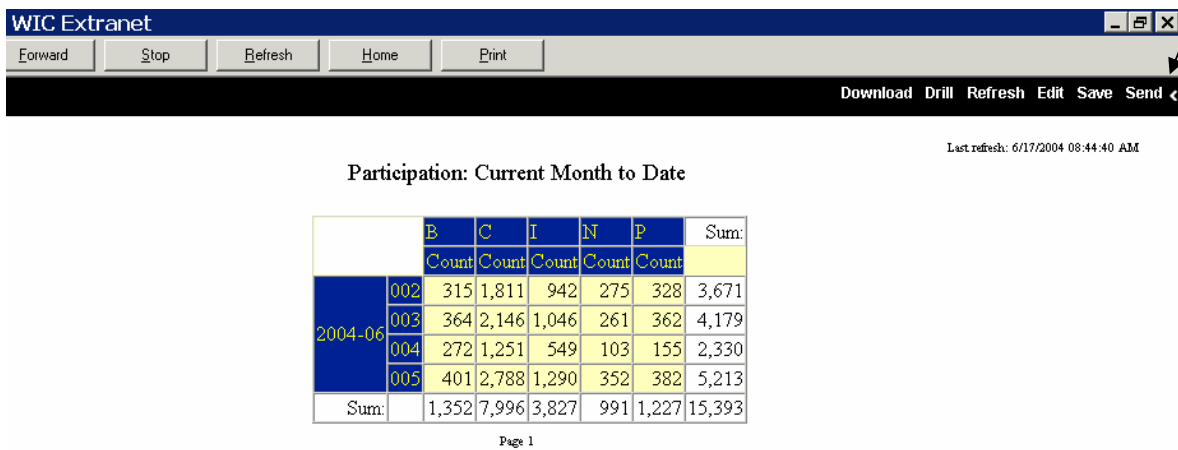 WIC Extranet
Forward Stop Refresh Home Print
Download Drill Refresh Edit Save Send
Last refresh: 6/17/2004 08:44:40 AM
Participation: Current Month to Date
B C I N P Sum:
Count Count Count Count Count
2004-06 002 315 1,811 942 275 328 3,671
003 364 2,146 1,046 261 362 4,179
004 272 1,251 549 103 155 2,330
005 401 2,788 1,290 352 382 5,213
Sum: 1,352 7,996 3,827 991 1,227 15,393
Page 1